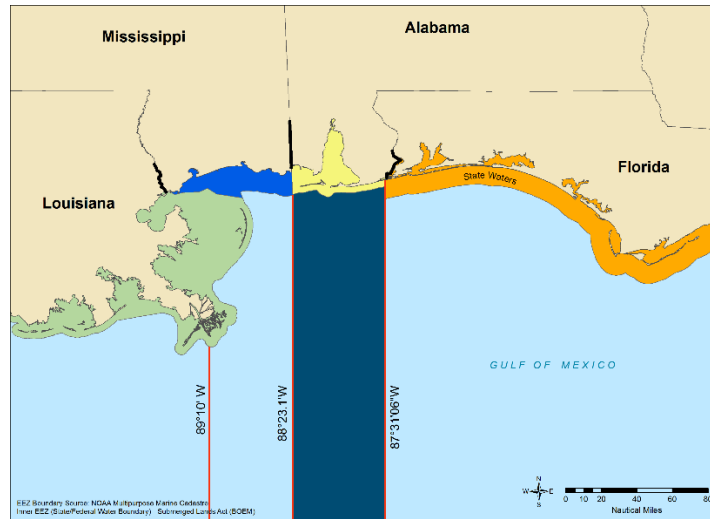 Mississippi
Alabama
Louisiana
Florida
State Waters
GULF OF MEXICO
89°10' W
88°23.1'W
87°31'06"W
EEZ Boundary Source: NOAA Multipurpose Marine Cadastre
Inner EEZ (State/Federal Water Boundary) Submerged Lands Act (BOEM)
N
W E
S
0 10 20 40 60 80
Nautical Miles